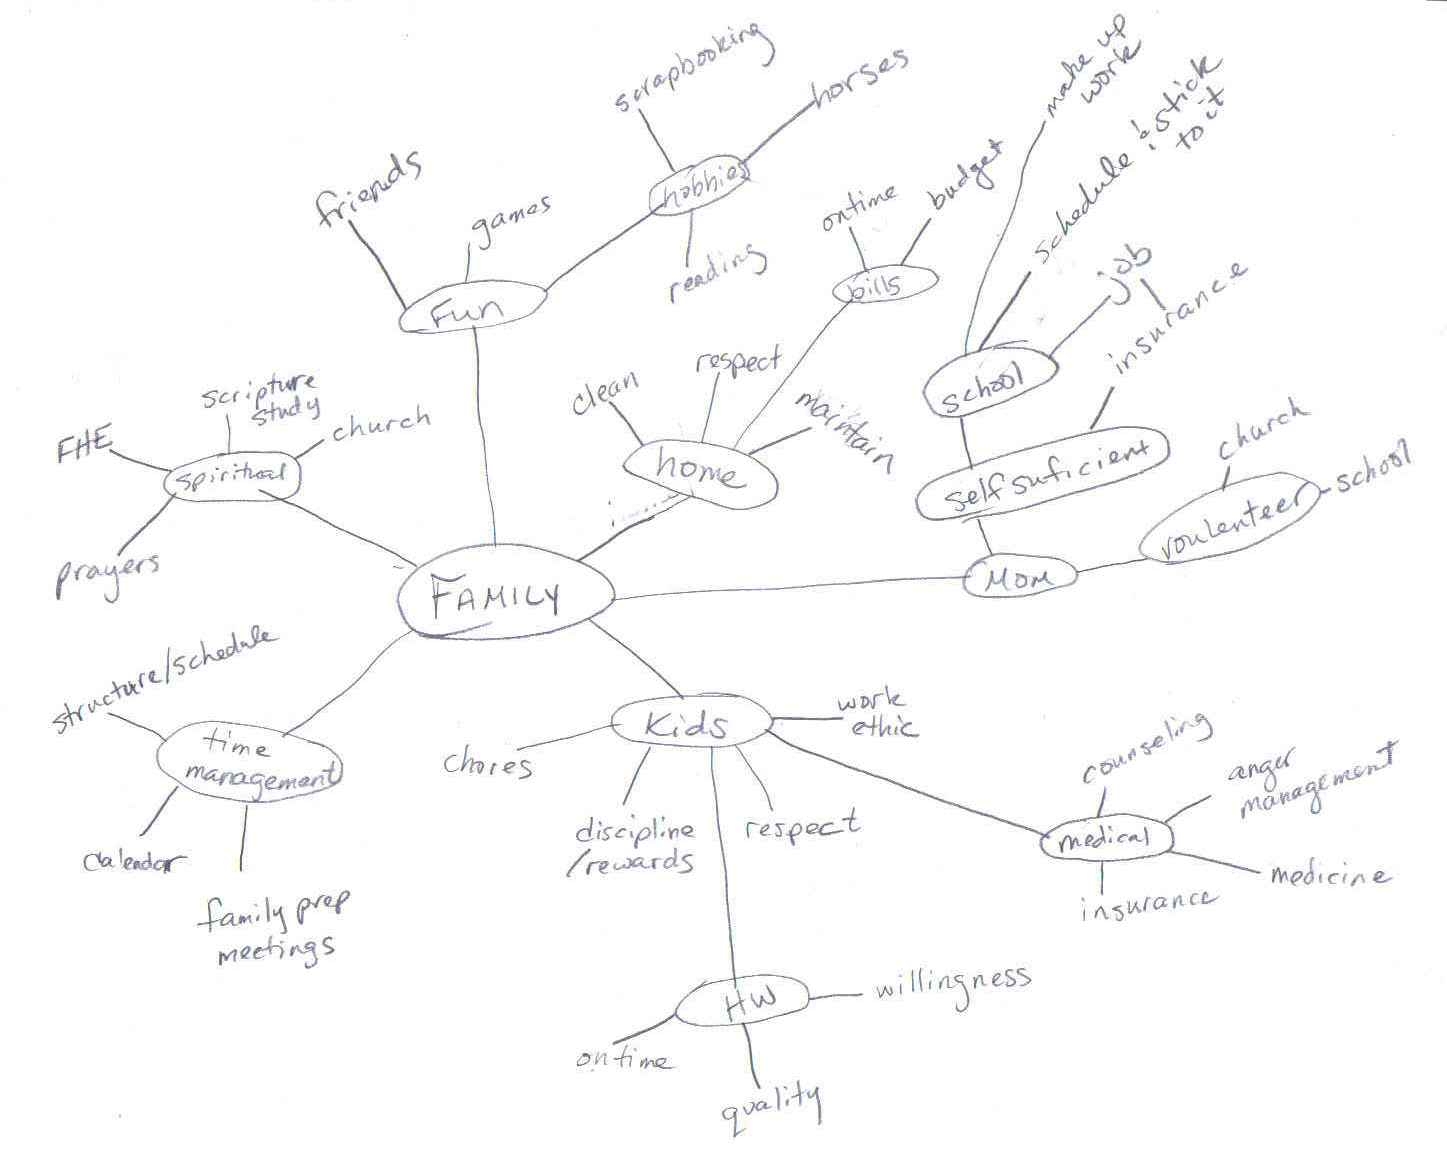 make up
work
scrapbooking
horses
schedule & stick
to it
friends
games
hobbies
reading
ontime
budget
bills
job
insurance
Fun
school
clean
respect
maintain
scripture
study
church
FHE
spiritual
prayers
home
self suficient
church
school
voulenteer
FAMILY
MOM
structure/schedule
time
management
Calendar
family prep
meetings
Kids
work
ethic
chores
discipline
/rewards
respect
counseling
anger
management
medical
medicine
insurance
HW
willingness
on time
quality